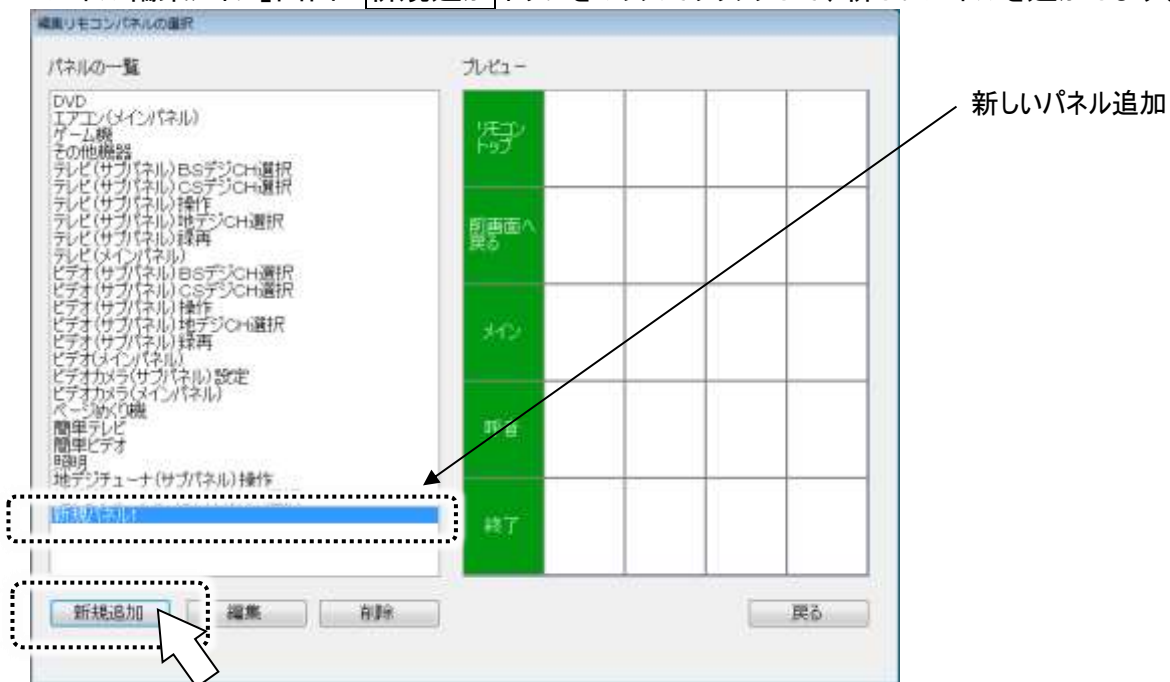 編集リモコンパネルの選択
パネルの一覧
プレビュー
新しいパネル追加
DVD
エアコン(メインパネル)
ゲーム機
その他機器
テレビ(サブパネル)BSデジCH選択
テレビ(サブパネル)CSデジCH選択
テレビ(サブパネル)操作
テレビ(サブパネル)地デジCH選択
テレビ(サブパネル)録再
テレビ(メインパネル)
ビデオ(サブパネル)BSデジCH選択
ビデオ(サブパネル)CSデジCH選択
ビデオ(サブパネル)操作
ビデオ(サブパネル)地デジCH選択
ビデオ(サブパネル)録再
ビデオ(メインパネル)
ビデオカメラ(サブパネル)設定
ビデオカメラ(メインパネル)
ページめくり機
簡単テレビ
簡単ビデオ
照明
地デジチューナ(サブパネル)操作
新規パネル1
リモコン
トップ
前画面へ
戻る
メイン
呼音
終了
新規追加
編集
削除
戻る